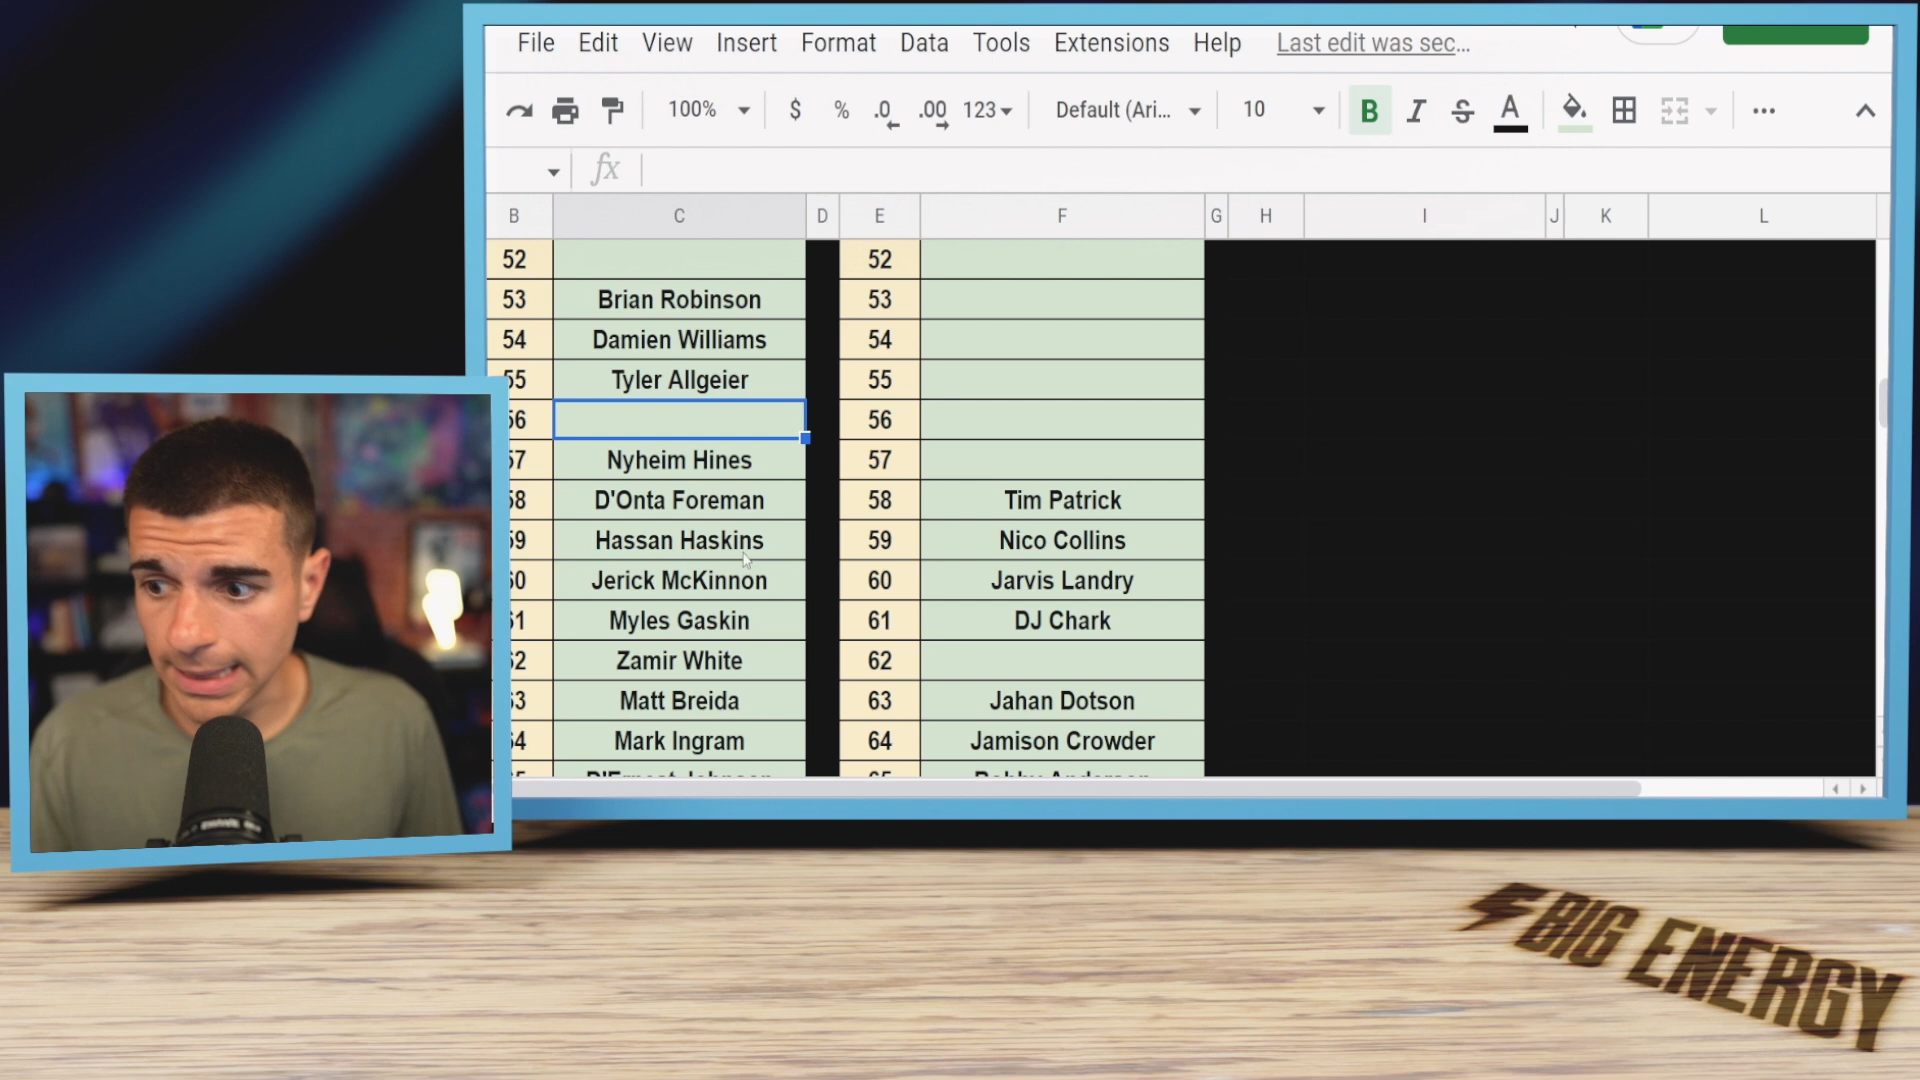 File Edit View Insert Format Data Tools Extensions Help Last edit was sec...
100% $ % .0 .00 123 Default (Ari... 10 B I S A
fx
B C D E F G H I J K L
52 52
53 Brian Robinson 53
54 Damien Williams 54
55 Tyler Allgeier 55
56 56
57 Nyheim Hines 57
58 D'Onta Foreman 58 Tim Patrick
59 Hassan Haskins 59 Nico Collins
60 Jerick McKinnon 60 Jarvis Landry
61 Myles Gaskin 61 DJ Chark
62 Zamir White 62
63 Matt Breida 63 Jahan Dotson
64 Mark Ingram 64 Jamison Crowder
BIG ENERGY